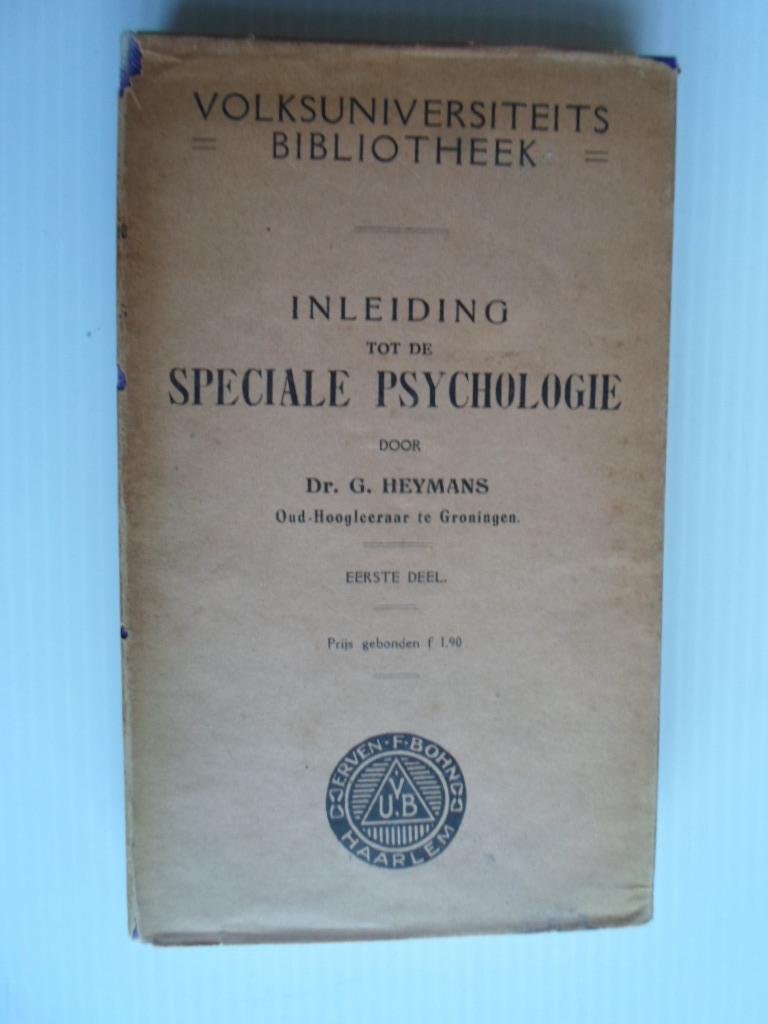 VOLKSUNIVERSITEITS
= BIBLIOTHEEK =
INLEIDING
TOT DE
SPECIALE PSYCHOLOGIE
DOOR
Dr. G. HEYMANS
Oud-Hoogleeraar te Groningen.
EERSTE DEEL.
Prijs gebonden f 1.90
ERVEN·F·BOHN
V
U.B
HAARLEM